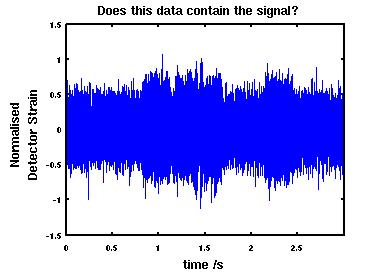 Does this data contain the signal?
1.5
1
0.5
0
-0.5
-1
-1.5
Normalised
Detector Strain
0 0.5 1 1.5 2 2.5
time /s